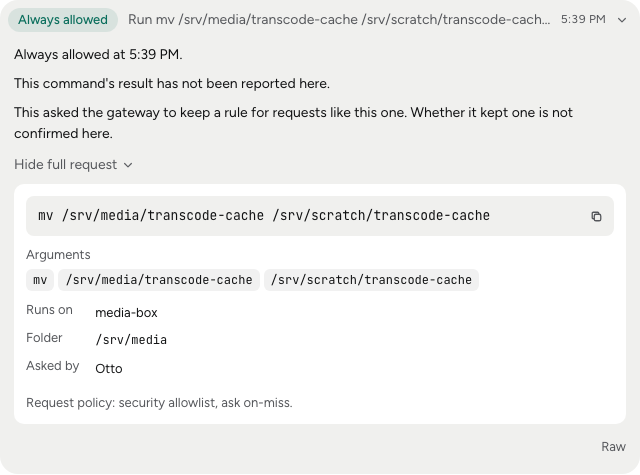 Always allowed Run mv /srv/media/transcode-cache /srv/scratch/transcode-cach... 5:39 PM
Always allowed at 5:39 PM.
This command's result has not been reported here.
This asked the gateway to keep a rule for requests like this one. Whether it kept one is not
confirmed here.
Hide full request
mv /srv/media/transcode-cache /srv/scratch/transcode-cache
Arguments
mv /srv/media/transcode-cache /srv/scratch/transcode-cache
Runs on media-box
Folder /srv/media
Asked by Otto
Request policy: security allowlist, ask on-miss.
Raw